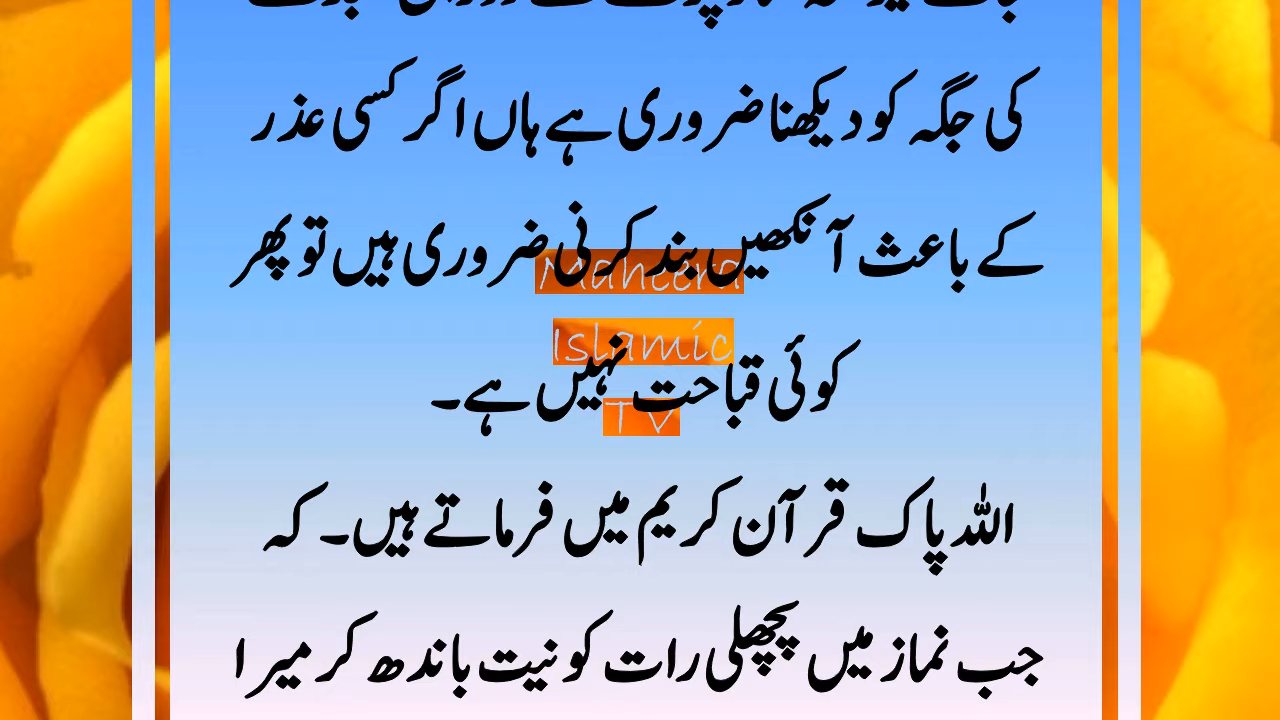 کی جگہ کو دیکھنا ضروری ہے ہاں اگر کسی عذر
کے باعث آنکھیں بند کرنی ضروری ہیں تو پھر
Maheera
Islamic
کوئی قباحت نہیں ہے۔
TV
اللہ پاک قرآن کریم میں فرماتے ہیں۔ کہ
جب نماز میں پچھلی رات کو نیت باندھ کر میرا